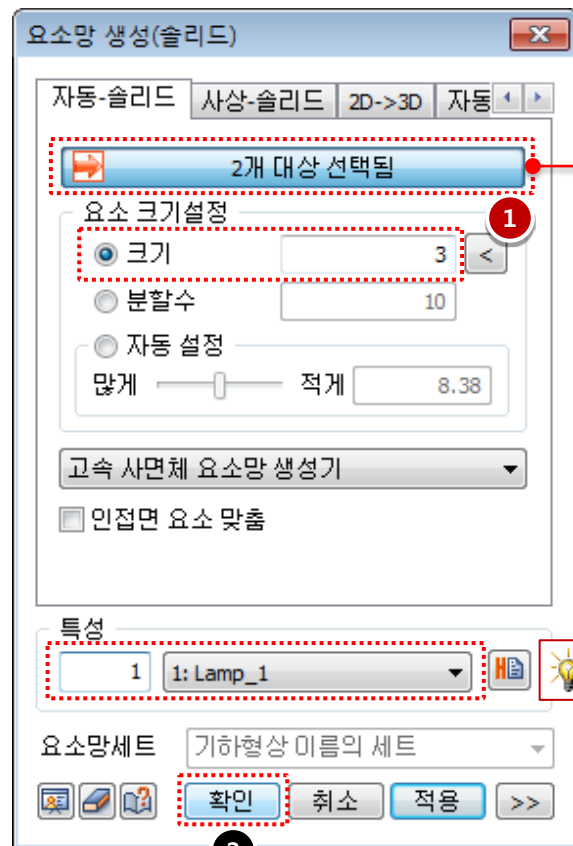 요소망 생성(솔리드)
자동-솔리드 사상-솔리드 2D->3D 자동
2개 대상 선택됨
요소 크기설정
1
크기 3 <
분할수 10
자동 설정
많게 적게 8.38
고속 사면체 요소망 생성기
인접면 요소 맞춤
특성
1 1: Lamp_1
요소망세트 기하형상 이름의 세트
확인 취소 적용 >>